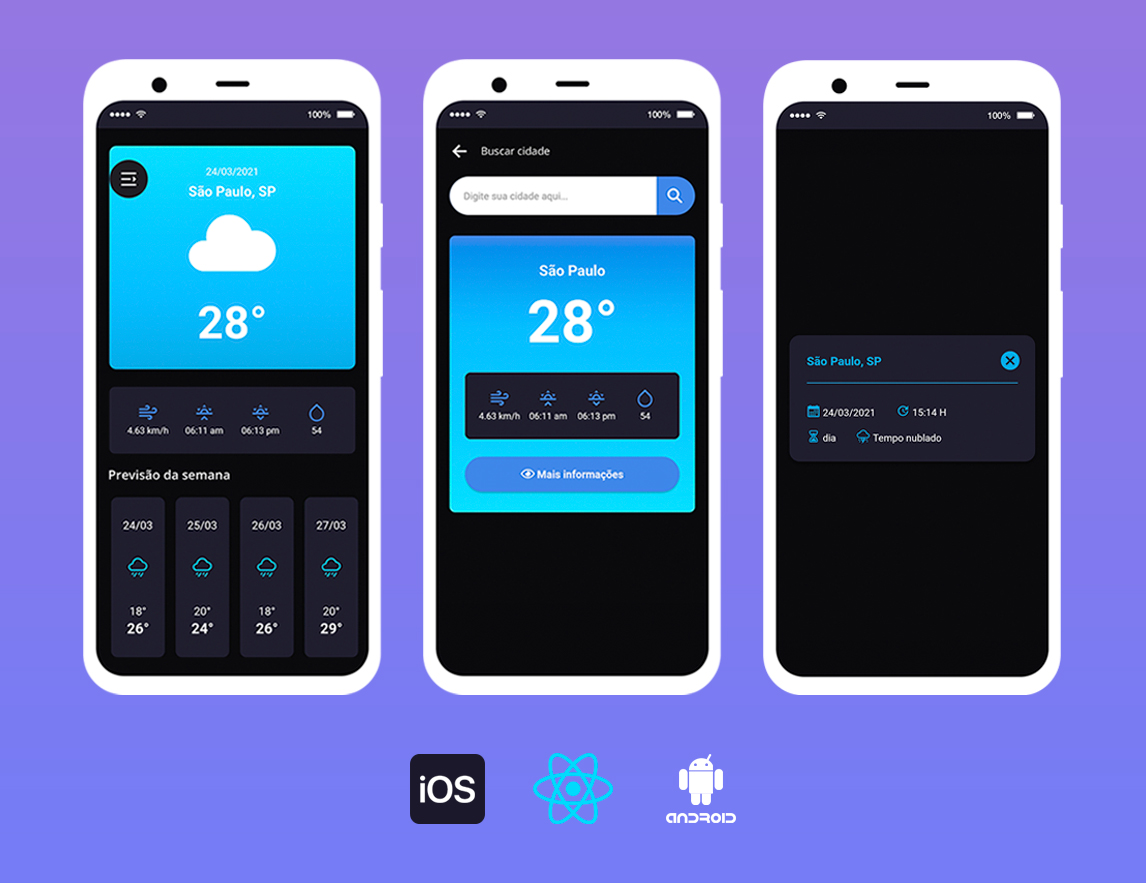 100%
24/03/2021
São Paulo, SP
28°
4.63 km/h 06:11 am 06:13 pm 54
Previsão da semana
24/03 25/03 26/03 27/03
18° 20° 18° 20°
26° 24° 26° 29°
100%
Buscar cidade
Digite sua cidade aqui...
São Paulo
28°
4.63 km/h 06:11 am 06:13 pm 54
Mais informações
100%
São Paulo, SP
24/03/2021 15:14 H
dia Tempo nublado
iOS
ANDROID